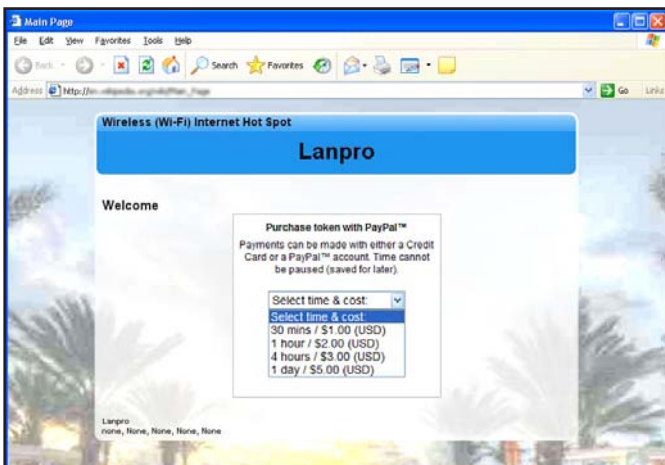 Main Page
File Edit View Favorites Tools Help
Back Search Favorites
Address http:// Go Links
Wireless (Wi-Fi) Internet Hot Spot
Lanpro
Welcome
Purchase token with PayPal™
Payments can be made with either a Credit
Card or a PayPal™ account. Time cannot
be paused (saved for later).
Select time & cost:
Select time & cost:
30 mins / $1.00 (USD)
1 hour / $2.00 (USD)
4 hours / $3.00 (USD)
1 day / $5.00 (USD)
Lanpro
none, None, None, None, None